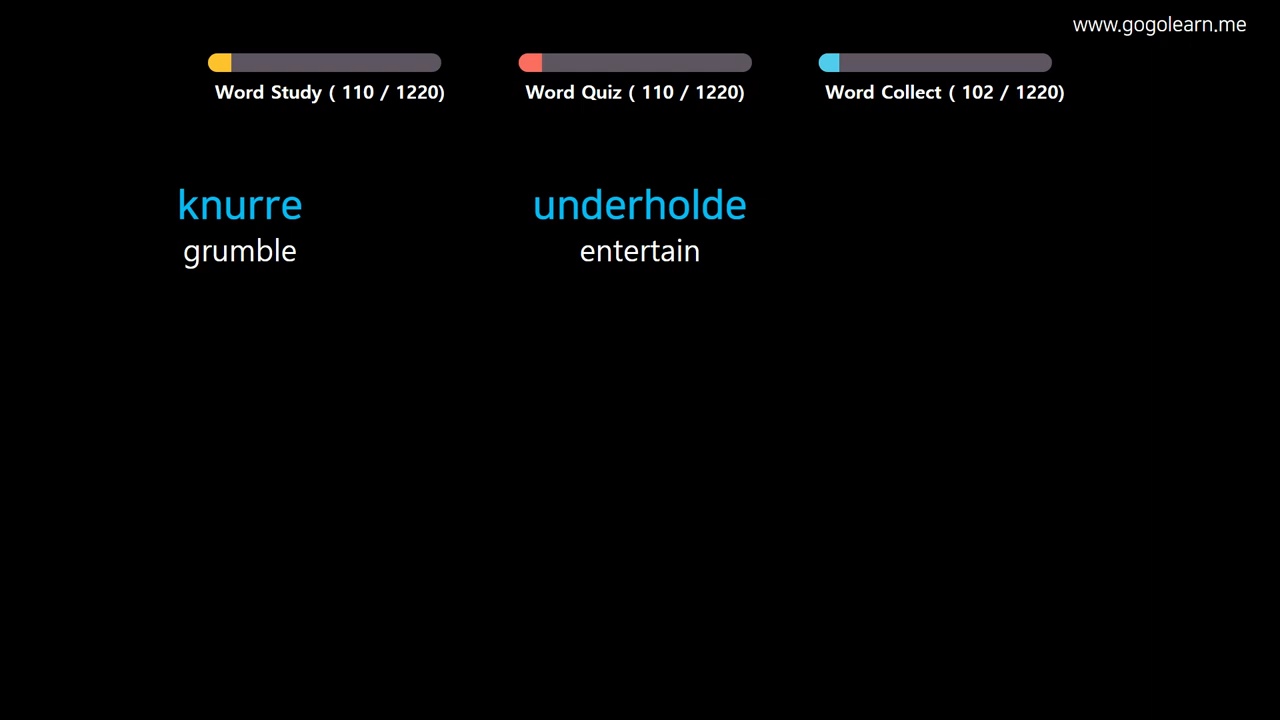 www.gogolearn.me
Word Study ( 110 / 1220)
Word Quiz ( 110 / 1220)
Word Collect ( 102 / 1220)
knurre
grumble
underholde
entertain